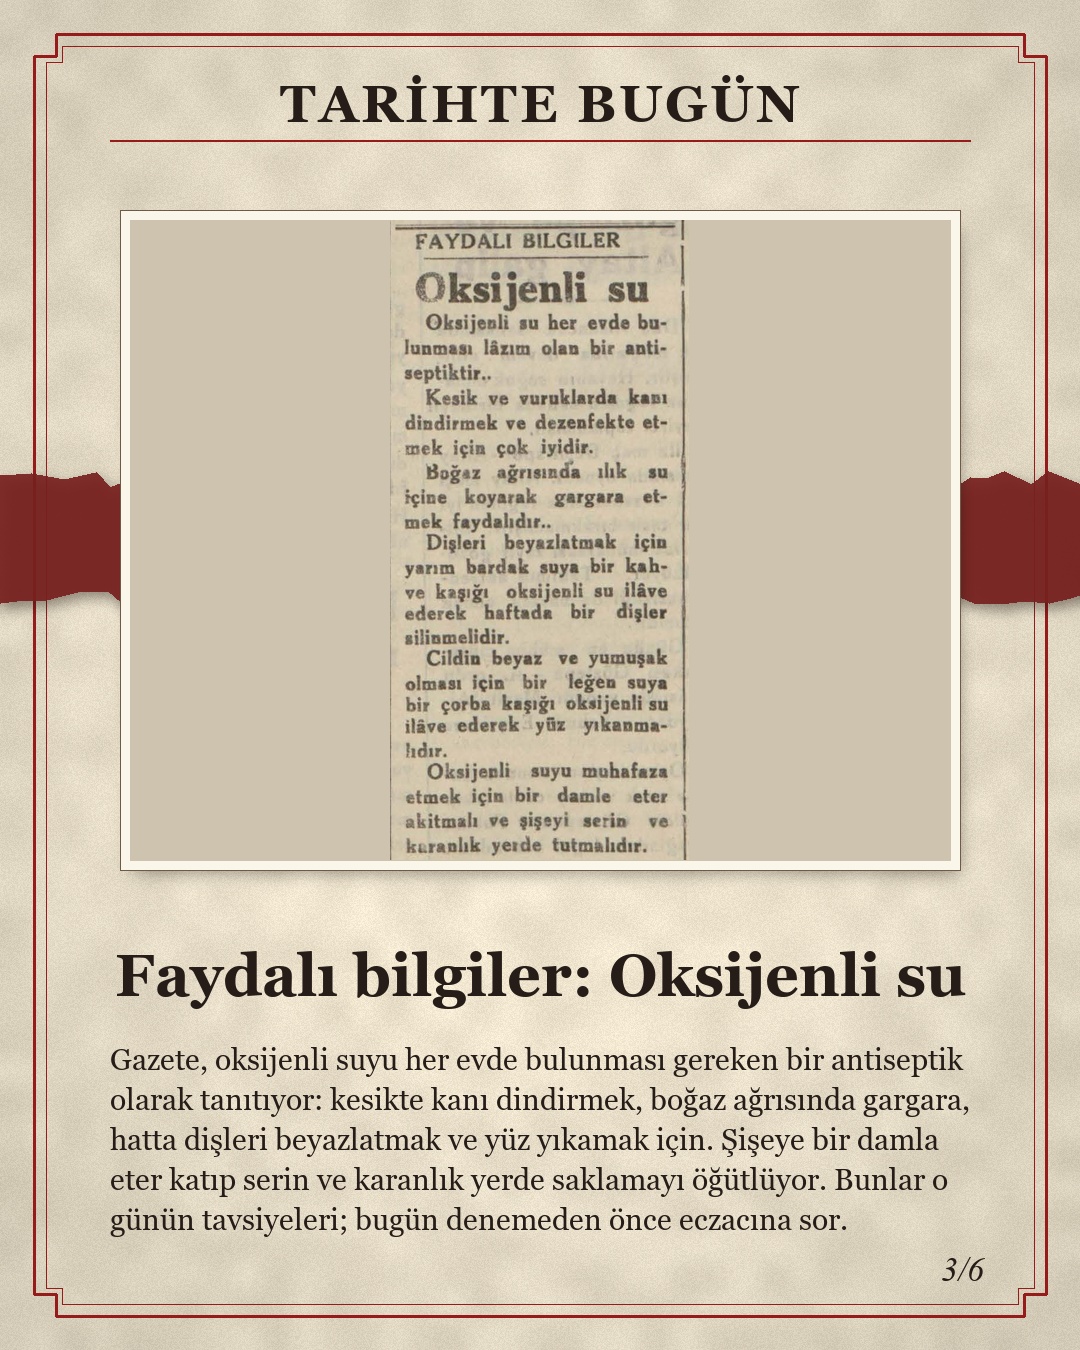 TARİHTE BUGÜN
FAYDALI BİLGİLER
Oksijenli su
Oksijenli su her evde bu-
lunması lâzım olan bir anti-
septiktir..
Kesik ve vuruklarda kanı
dindirmek ve dezenfekte et-
mek için çok iyidir.
Boğaz ağrısında ılık su
içine koyarak gargara et-
mek faydalıdır..
Dişleri beyazlatmak için
yarım bardak suya bir kah-
ve kaşığı oksijenli su ilâve
ederek haftada bir dişler
silinmelidir.
Cildin beyaz ve yumuşak
olması için bir leğen suya
bir çorba kaşığı oksijenli su
ilâve ederek yüz yıkanma-
lıdır.
Oksijenli suyu muhafaza
etmek için bir damle eter
akitmalı ve şişeyi serin ve
karanlık yerde tutmalıdır.
Faydalı bilgiler: Oksijenli su
Gazete, oksijenli suyu her evde bulunması gereken bir antiseptik
olarak tanıtıyor: kesikte kanı dindirmek, boğaz ağrısında gargara,
hatta dişleri beyazlatmak ve yüz yıkamak için. Şişeye bir damla
eter katıp serin ve karanlık yerde saklamayı öğütlüyor. Bunlar o
günün tavsiyeleri; bugün denemeden önce eczacına sor.
3/6